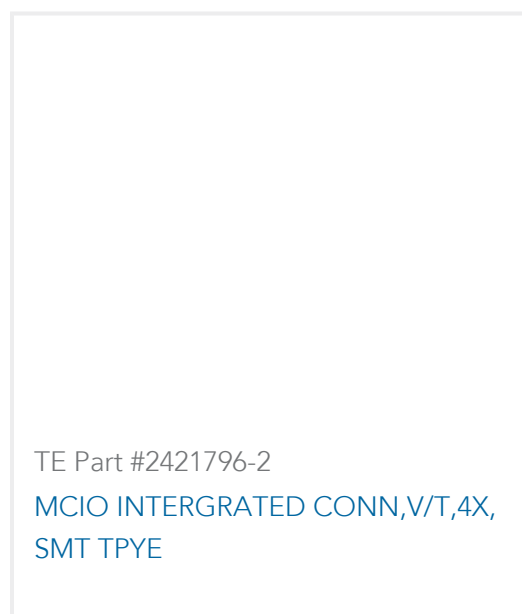 TE Part #2421796-2
MCIO INTERGRATED CONN,V/T,4X,
SMT TPYE